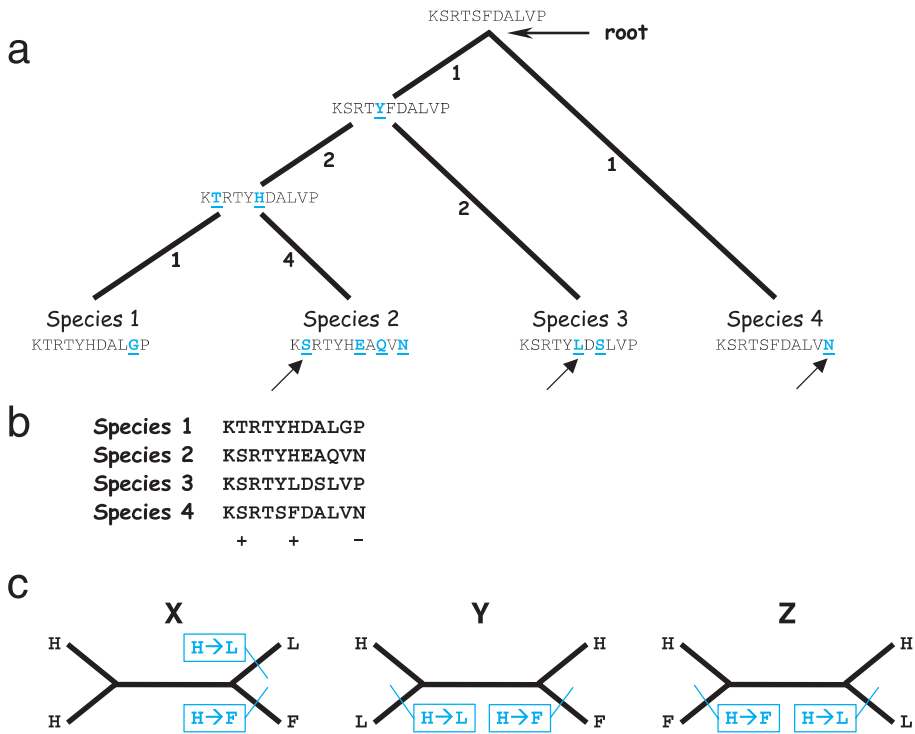 KSRTSFDALVP
a
root
1
KSRTYFDALVP
2
1
KTRTYHDALVP
2
1
4
Species 1
Species 2
Species 3
Species 4
KTRTYHDALGP
KSRTYHEAQVN
KSRTYLDSLVP
KSRTSFDALVN
b
Species 1 KTRTYHDALGP
Species 2 KSRTYHEAQVN
Species 3 KSRTYLDSLVP
Species 4 KSRTSFDALVN
+ + −
c
X
Y
Z
H
H→L
L
H
H→F
F
H
H
L
H→L
H→F
F
H
H
F
H→F
H→L
L